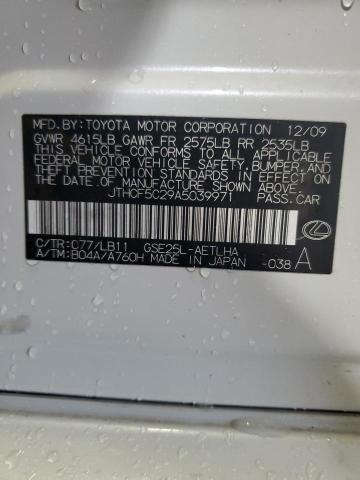 MFD.BY:TOYOTA MOTOR CORPORATION 12/09
GVWR 4615LB GAWR FR 2575LB RR 2535LB
THIS VEHICLE CONFORMS TO ALL APPLICABLE
FEDERAL MOTOR VEHICLE SAFETY, BUMPER AND
THEFT PREVENTION STANDARDS IN EFFECT ON
THE DATE OF MANUFACTURE SHOWN ABOVE.
JTHCF5C29A5039971 PASS.CAR
C/TR:077/LB11 GSE25L-AETLHA
A/TM:B04A/A760H MADE IN JAPAN -038 A